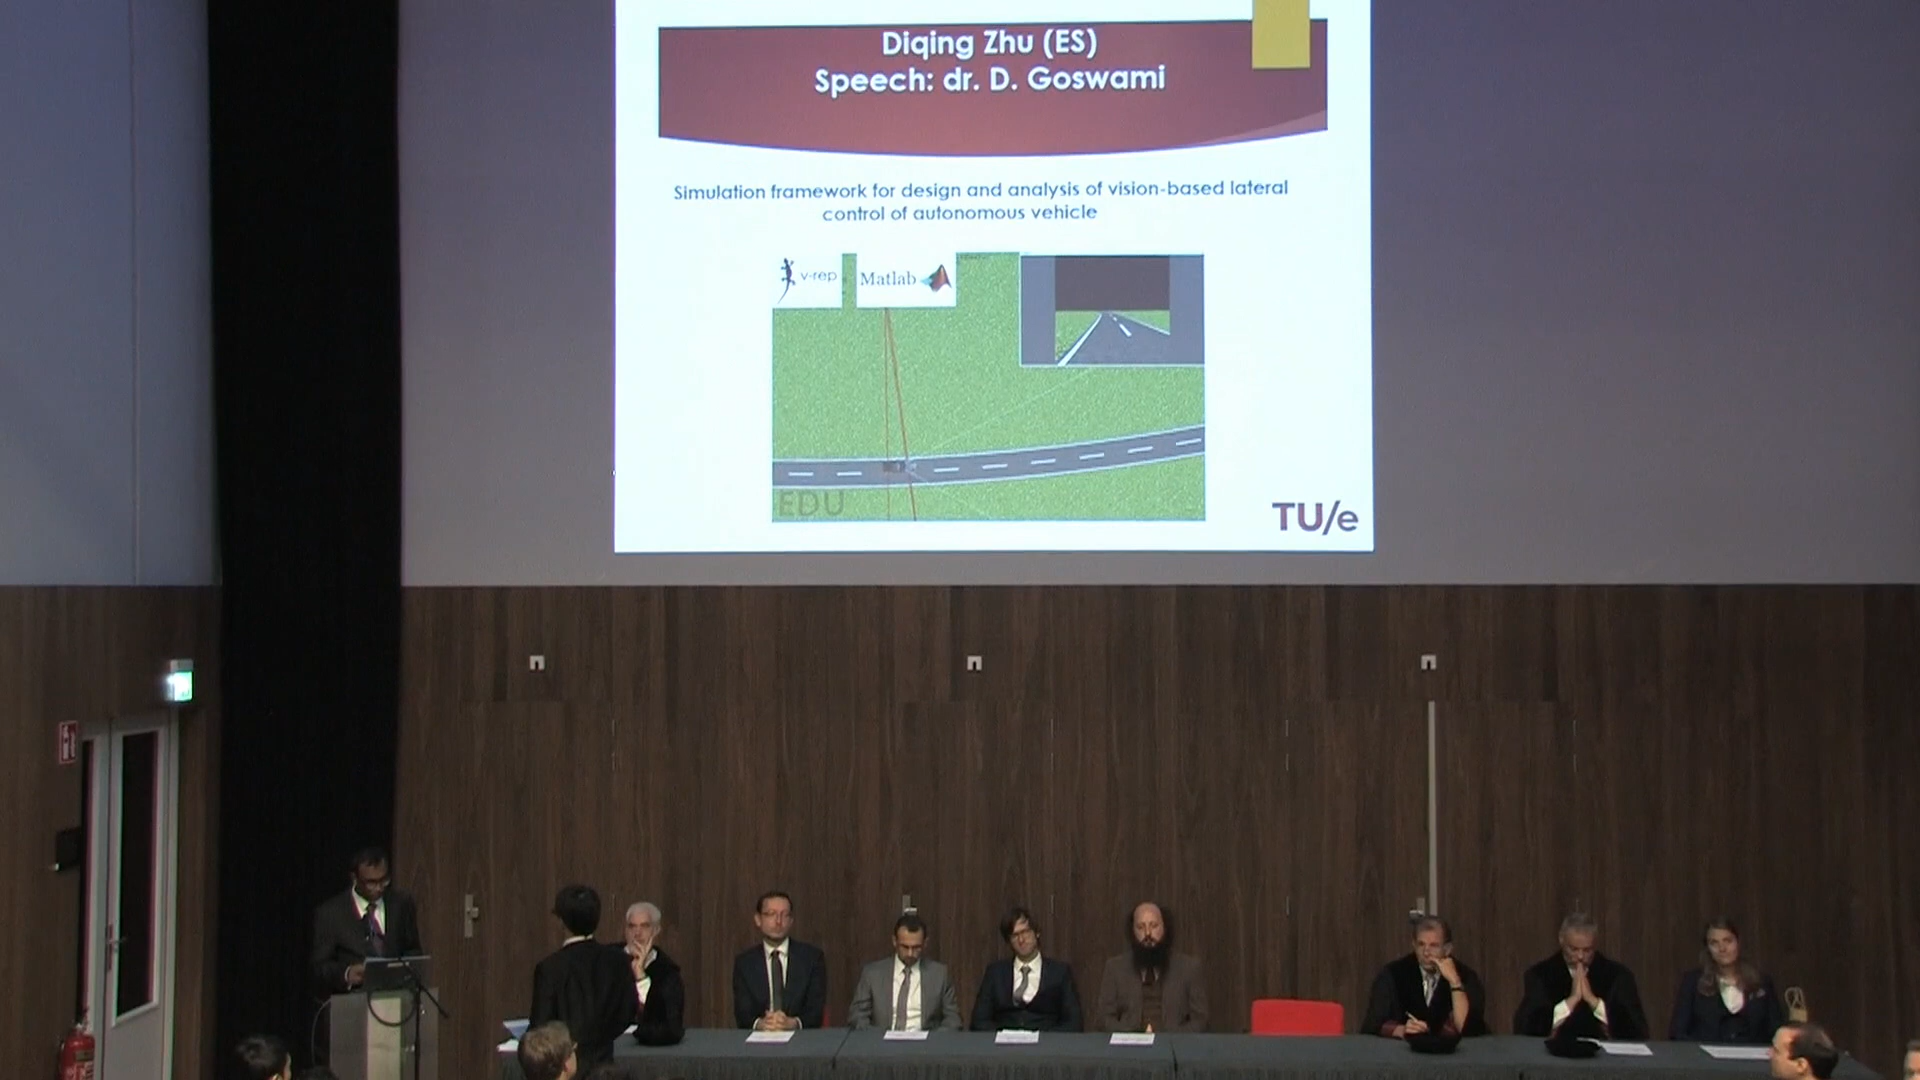 Diqing Zhu (ES)
Speech: dr. D. Goswami
Simulation framework for design and analysis of vision-based lateral
control of autonomous vehicle
v-rep
Matlab
EDU
TU/e